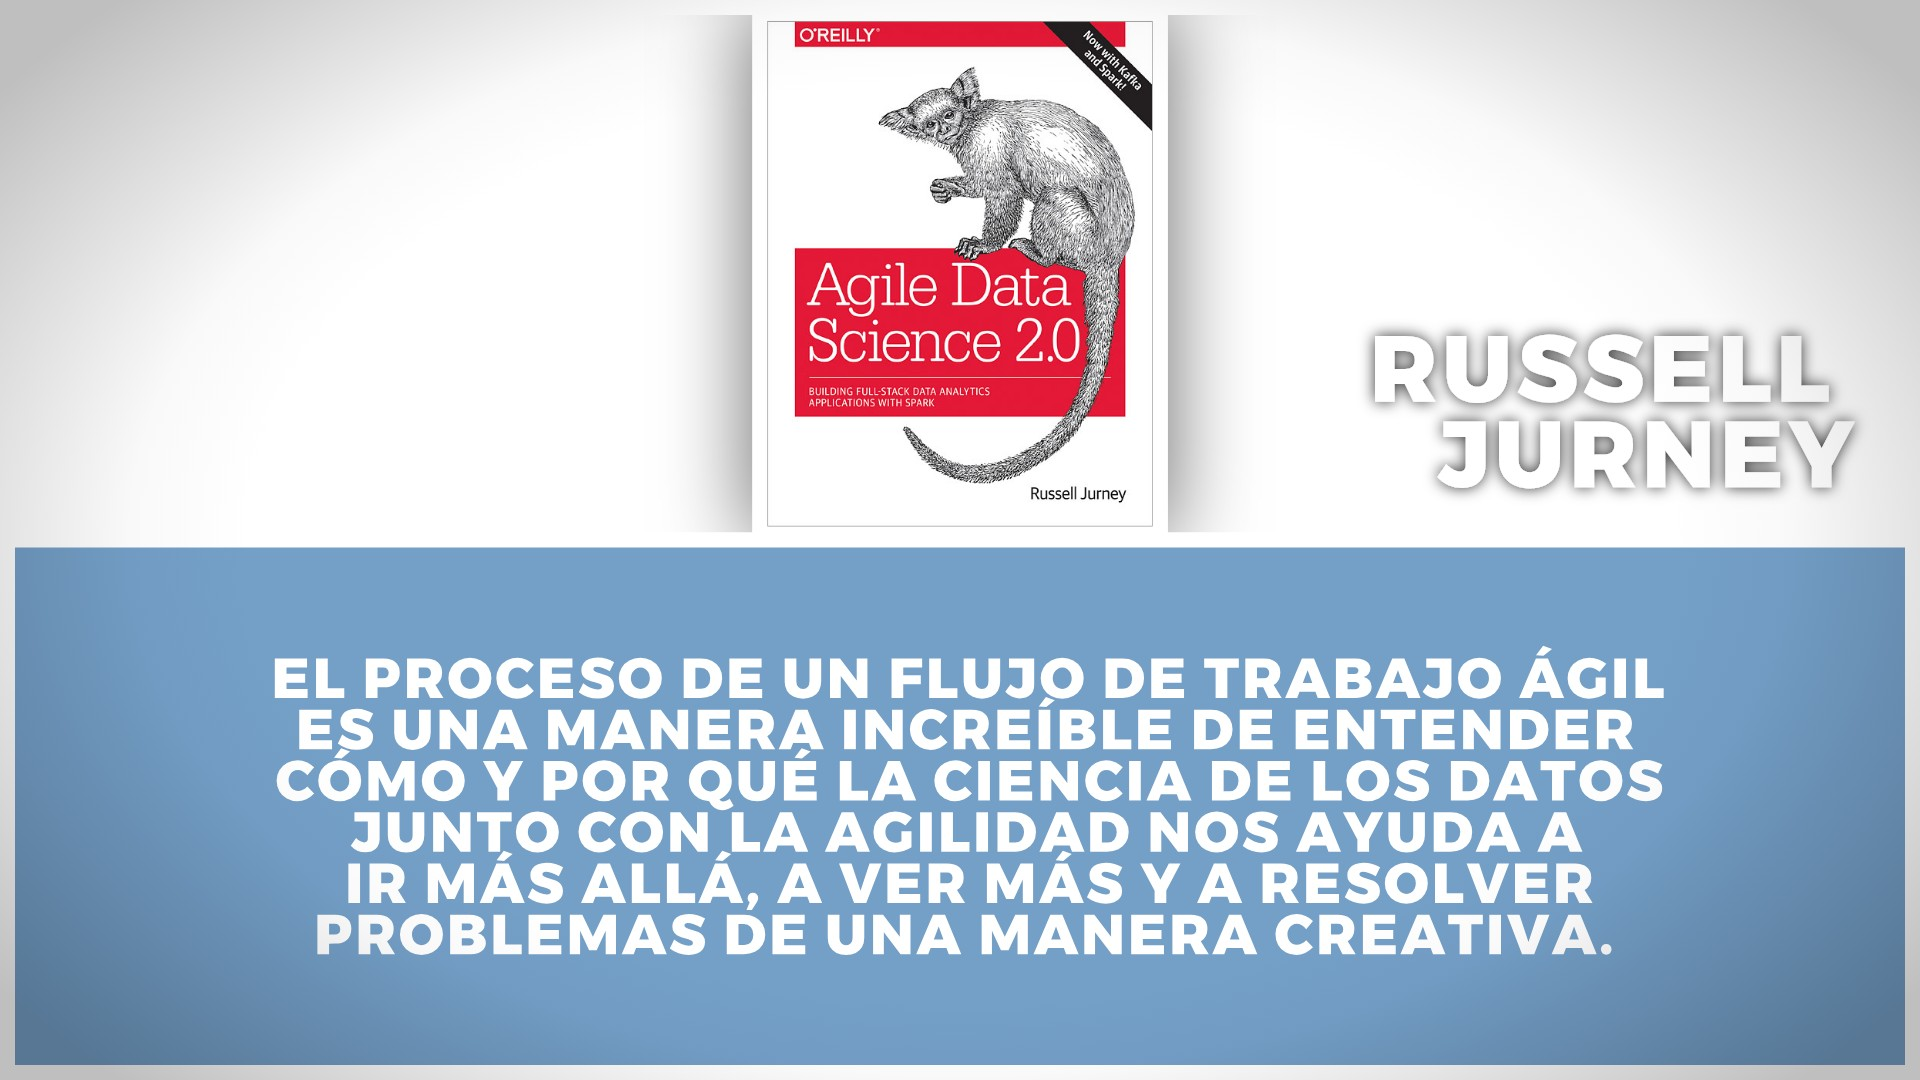 O'REILLY®
Now with Kafka
and Spark!
Agile Data
Science 2.0
BUILDING FULL-STACK DATA ANALYTICS
APPLICATIONS WITH SPARK
Russell Jurney
RUSSELL
JURNEY
EL PROCESO DE UN FLUJO DE TRABAJO ÁGIL
ES UNA MANERA INCREÍBLE DE ENTENDER
CÓMO Y POR QUÉ LA CIENCIA DE LOS DATOS
JUNTO CON LA AGILIDAD NOS AYUDA A
IR MÁS ALLÁ, A VER MÁS Y A RESOLVER
PROBLEMAS DE UNA MANERA CREATIVA.